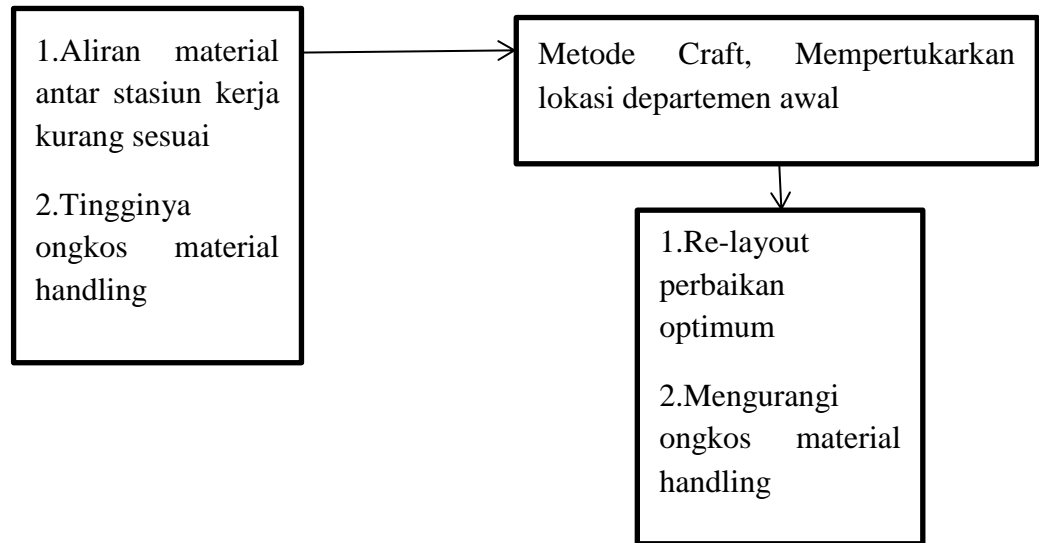 1.Aliran material
antar stasiun kerja
kurang sesuai
2.Tingginya
ongkos material
handling
Metode Craft, Mempertukarkan
lokasi departemen awal
1.Re-layout
perbaikan
optimum
2.Mengurangi
ongkos material
handling